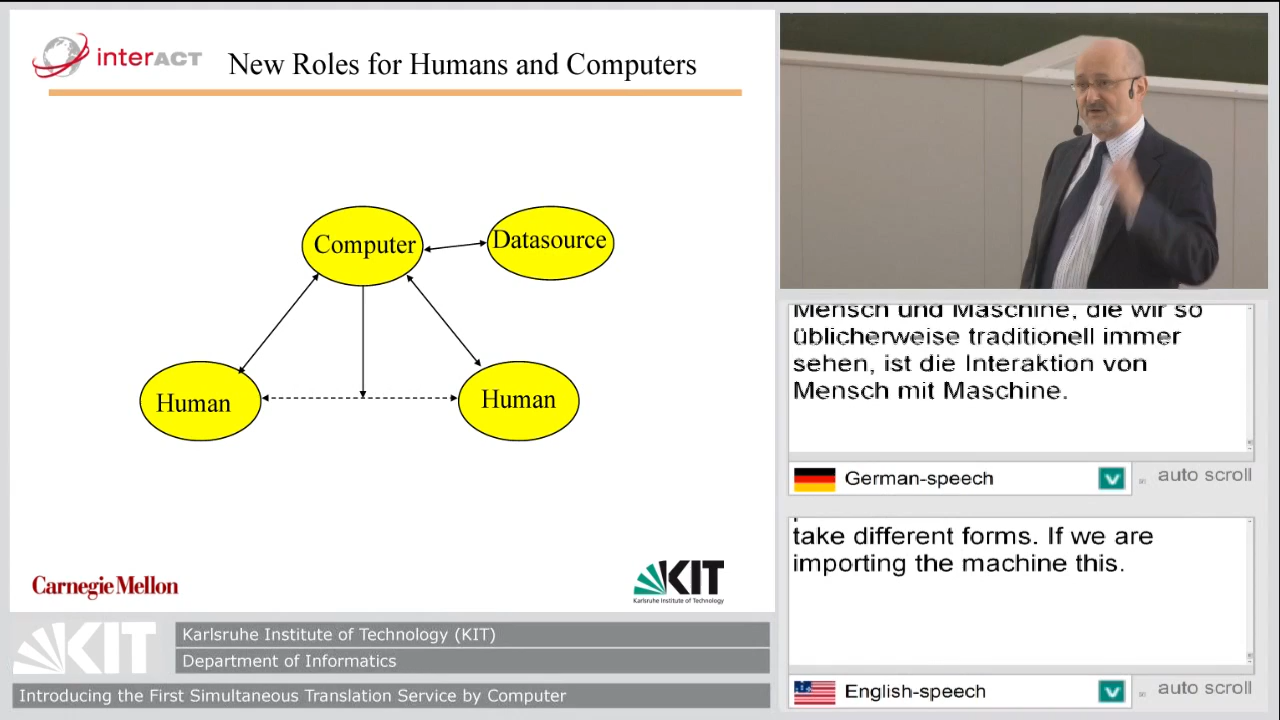 interACT
New Roles for Humans and Computers
Computer
Datasource
Human
Human
Carnegie Mellon
KIT
Karlsruhe Institute of Technology
Mensch und Maschine, die wir so
üblicherweise traditionell immer
sehen, ist die Interaktion von
Mensch mit Maschine.
German-speech
auto scroll
take different forms. If we are
importing the machine this.
English-speech
auto scroll
KIT
Karlsruhe Institute of Technology (KIT)
Department of Informatics
Introducing the First Simultaneous Translation Service by Computer